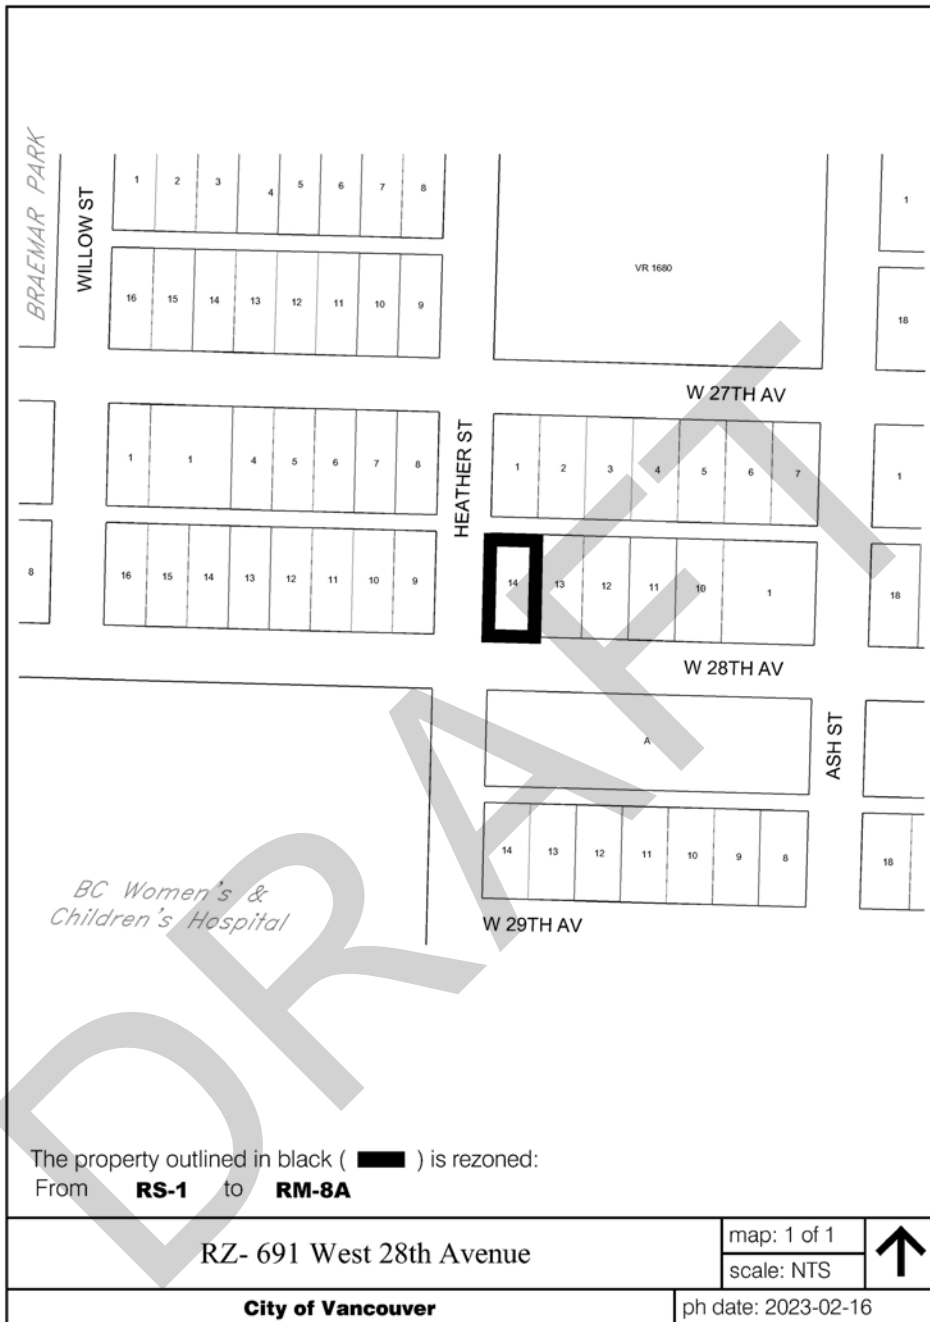 BRAEMAR PARK
WILLOW ST
1 2 3 4 5 6 7 8
16 15 14 13 12 11 10 9
VR 1680
1
18
W 27TH AV
HEATHER ST
1 1 4 5 6 7 8
1 2 3 4 5 6 7
1
8
16 15 14 13 12 11 10 9
14 13 12 11 10 1
18
W 28TH AV
A
ASH ST
14 13 12 11 10 9 8
18
W 29TH AV
BC Women's &
Children's Hospital
DRAFT
The property outlined in black ( ) is rezoned:
From RS-1 to RM-8A
RZ- 691 West 28th Avenue
map: 1 of 1
scale: NTS
City of Vancouver
ph date: 2023-02-16